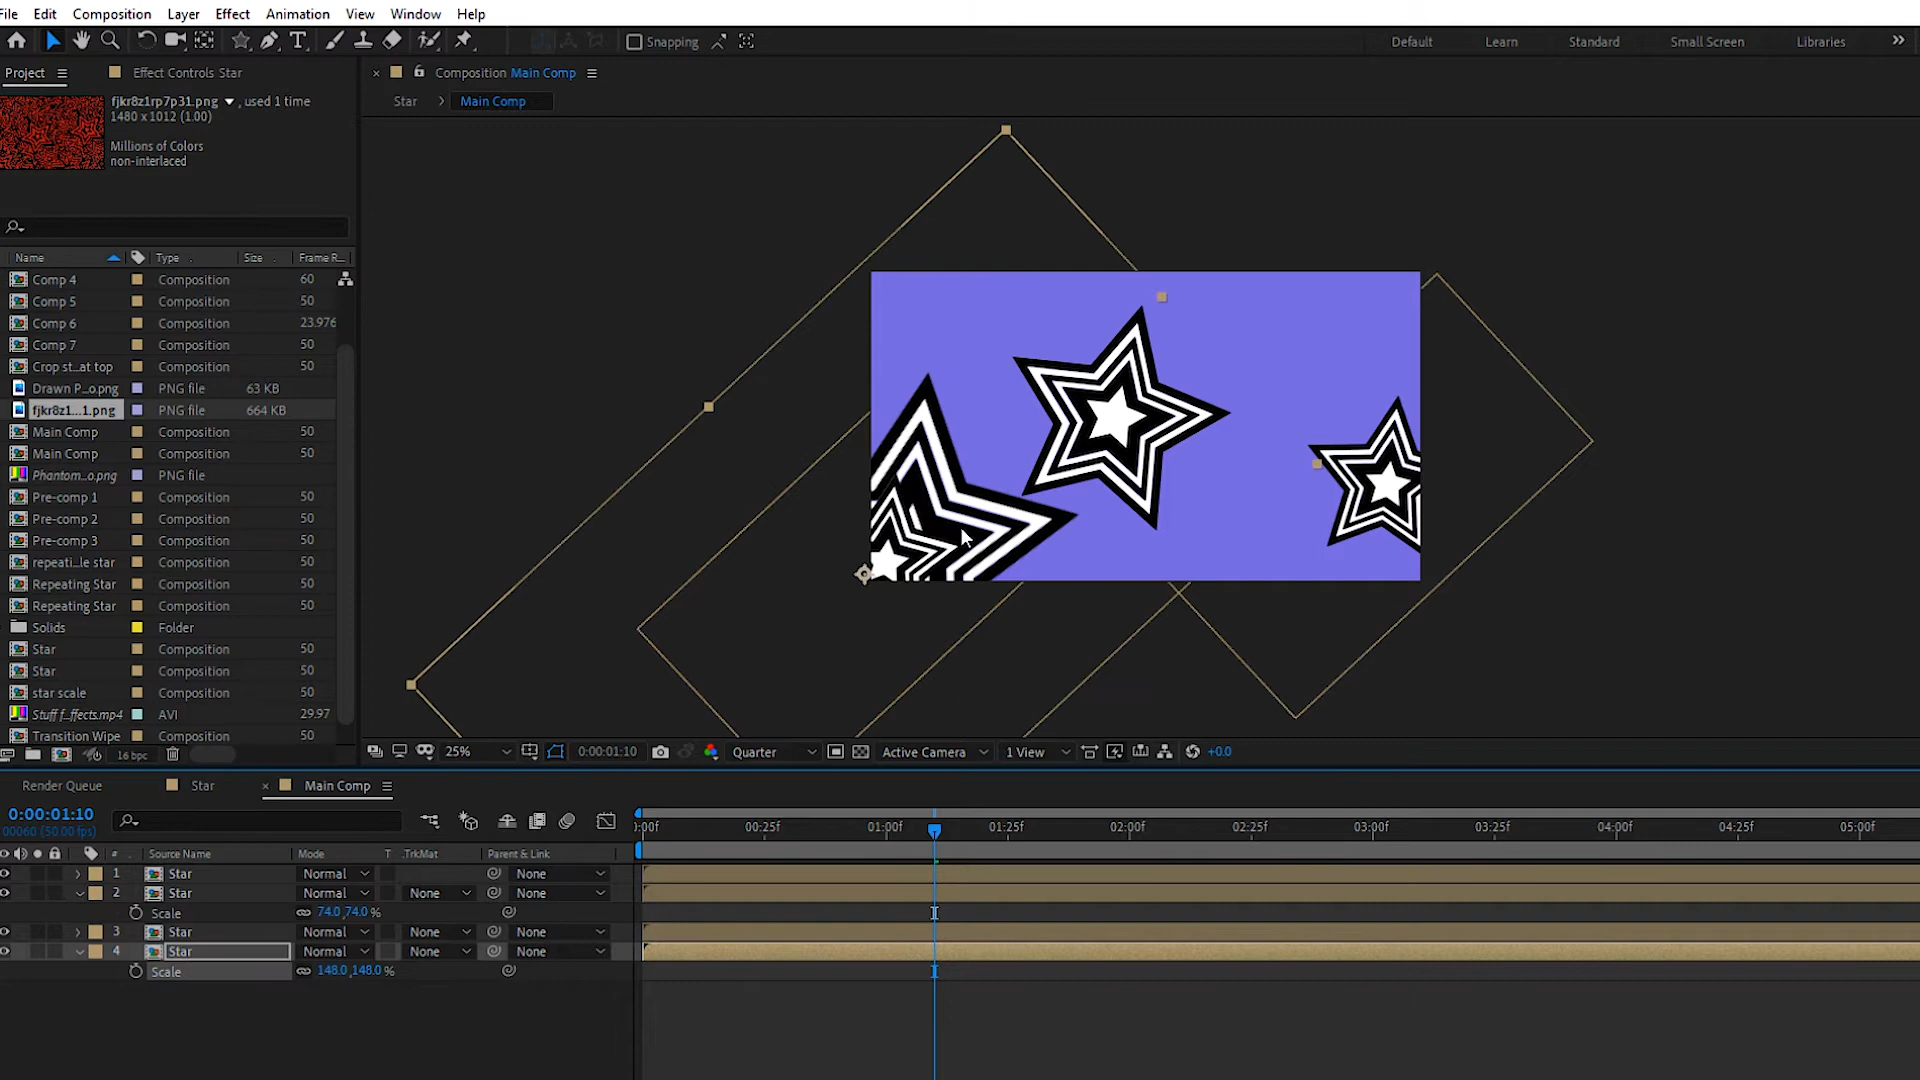 File Edit Composition Layer Effect Animation View Window Help
Snapping Default Learn Standard Small Screen Libraries
Project Effect Controls Star Composition Main Comp
Star Main Comp
fjkr8z1rp7p31.png , used 1 time
1480 x 1012 (1.00)
Millions of Colors
non-interlaced
Name Type Size Frame R...
Comp 4 Composition 60
Comp 5 Composition 50
Comp 6 Composition 23.976
Comp 7 Composition 50
Crop st...at top Composition 50
Drawn P...o.png PNG file 63 KB
fjkr8z1...1.png PNG file 664 KB
Main Comp Composition 50
Main Comp Composition 50
Phantom...o.png PNG file
Pre-comp 1 Composition 50
Pre-comp 2 Composition 50
Pre-comp 3 Composition 50
repeati...le star Composition 50
Repeating Star Composition 50
Repeating Star Composition 50
Solids Folder
Star Composition 50
Star Composition 50
star scale Composition 50
Stuff f...ffects.mp4 AVI 29.97
Transition Wipe Composition 50
16 bpc 25% 0:00:01:10 Quarter Active Camera 1 View +0.0
Render Queue Star Main Comp
0:00:01:10
00060 (50.00 fps)
):00f 00:25f 01:00f 01:25f 02:00f 02:25f 03:00f 03:25f 04:00f 04:25f 05:00f
# Source Name Mode T .TrkMat Parent & Link
1 Star Normal None
2 Star Normal None None
Scale 74.0,74.0 %
3 Star Normal None None
4 Star Normal None None
Scale 148.0,148.0 %